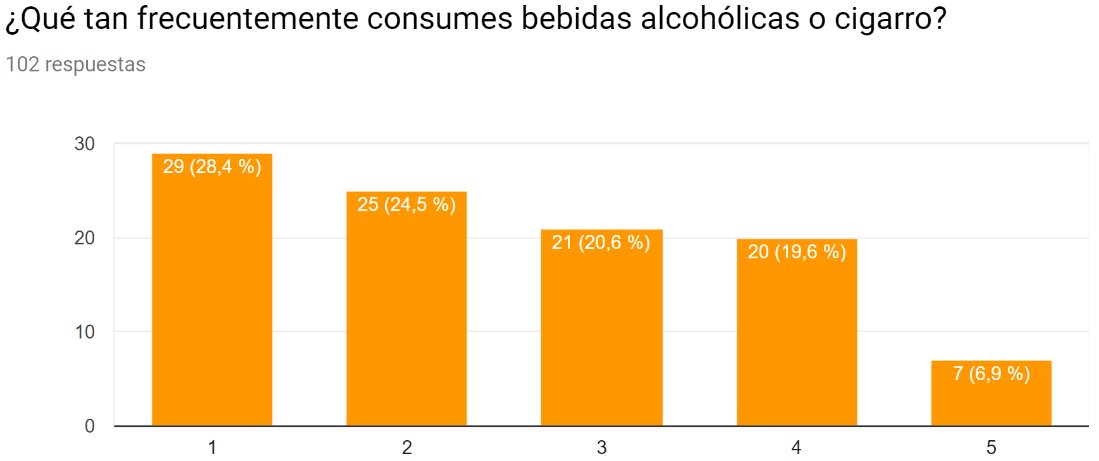 ¿Qué tan frecuentemente consumes bebidas alcohólicas o cigarro?
102 respuestas
30
20
10
0
29 (28,4 %)
25 (24,5 %)
21 (20,6 %)
20 (19,6 %)
7 (6,9 %)
1
2
3
4
5